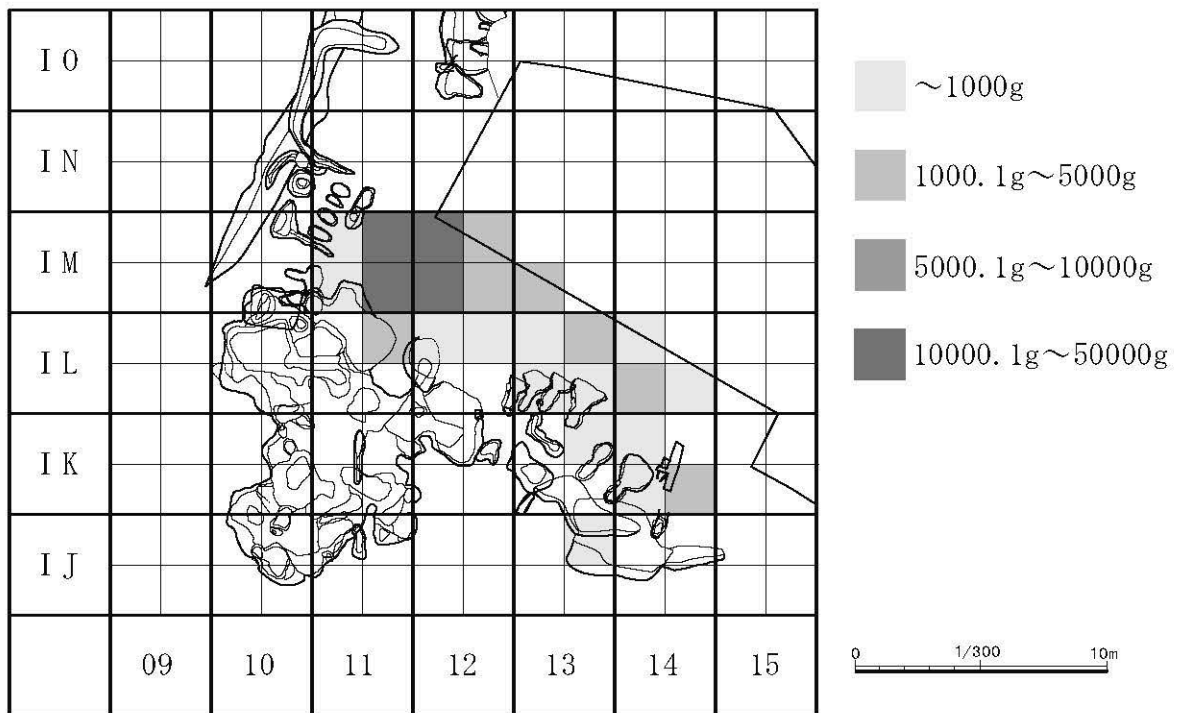 IO
IN
IM
IL
IK
IJ
09 10 11 12 13 14 15
～1000g
1000.1g～5000g
5000.1g～10000g
10000.1g～50000g
0 1/300 10m